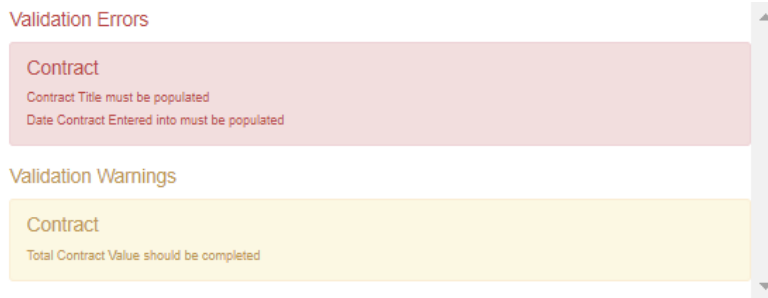 Validation Errors
Contract
Contract Title must be populated
Date Contract Entered into must be populated
Validation Warnings
Contract
Total Contract Value should be completed